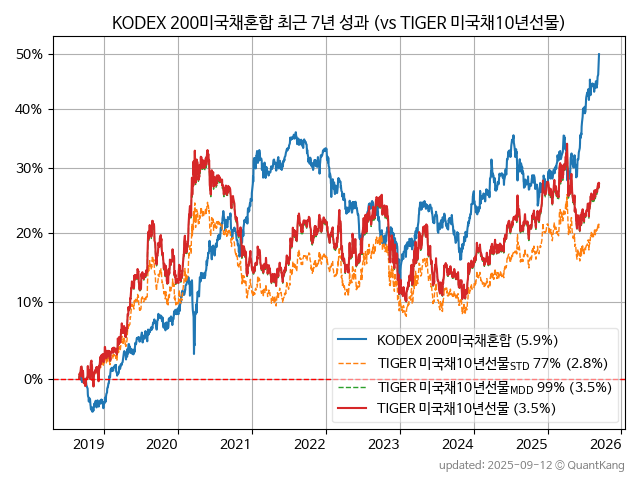 KODEX 200미국채혼합 최근 7년 성과 (vs TIGER 미국채10년선물)
50%
40%
30%
20%
10%
0%
KODEX 200미국채혼합 (5.9%)
TIGER 미국채10년선물STD 77% (2.8%)
TIGER 미국채10년선물MDD 99% (3.5%)
TIGER 미국채10년선물 (3.5%)
2019 2020 2021 2022 2023 2024 2025 2026
updated: 2025-09-12 © QuantKang